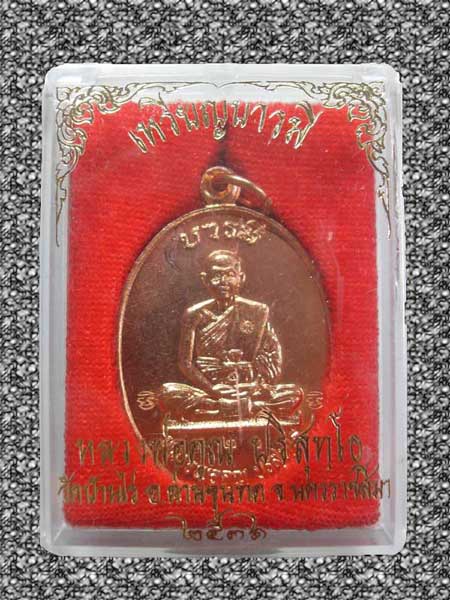 เหรียญบารมี
บารมี
หลวงพ่อคูณ ปริสุทฺโธ
วัดบ้านไร่ อ.ด่านขุนทด จ.นครราชสีมา
๒๕๓๖